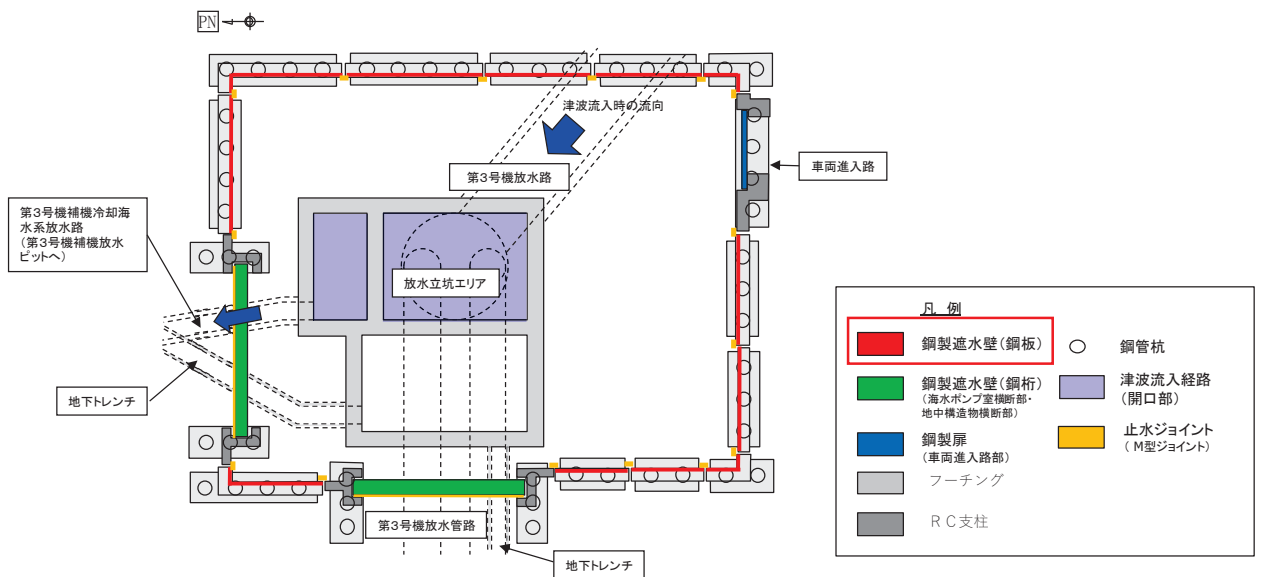 PN
津波流入時の流向
第3号機放水路
車両進入路
第3号機補機冷却海
水系放水路
(第3号機補機放水
ピットへ)
放水立坑エリア
地下トレンチ
第3号機放水管路
地下トレンチ
凡 例
鋼製遮水壁(鋼板)
鋼管杭
鋼製遮水壁(鋼桁)
(海水ポンプ室横断部・
地中構造物横断部)
津波流入経路
(開口部)
鋼製扉
(車両進入路部)
止水ジョイント
(M型ジョイント)
フーチング
RC支柱